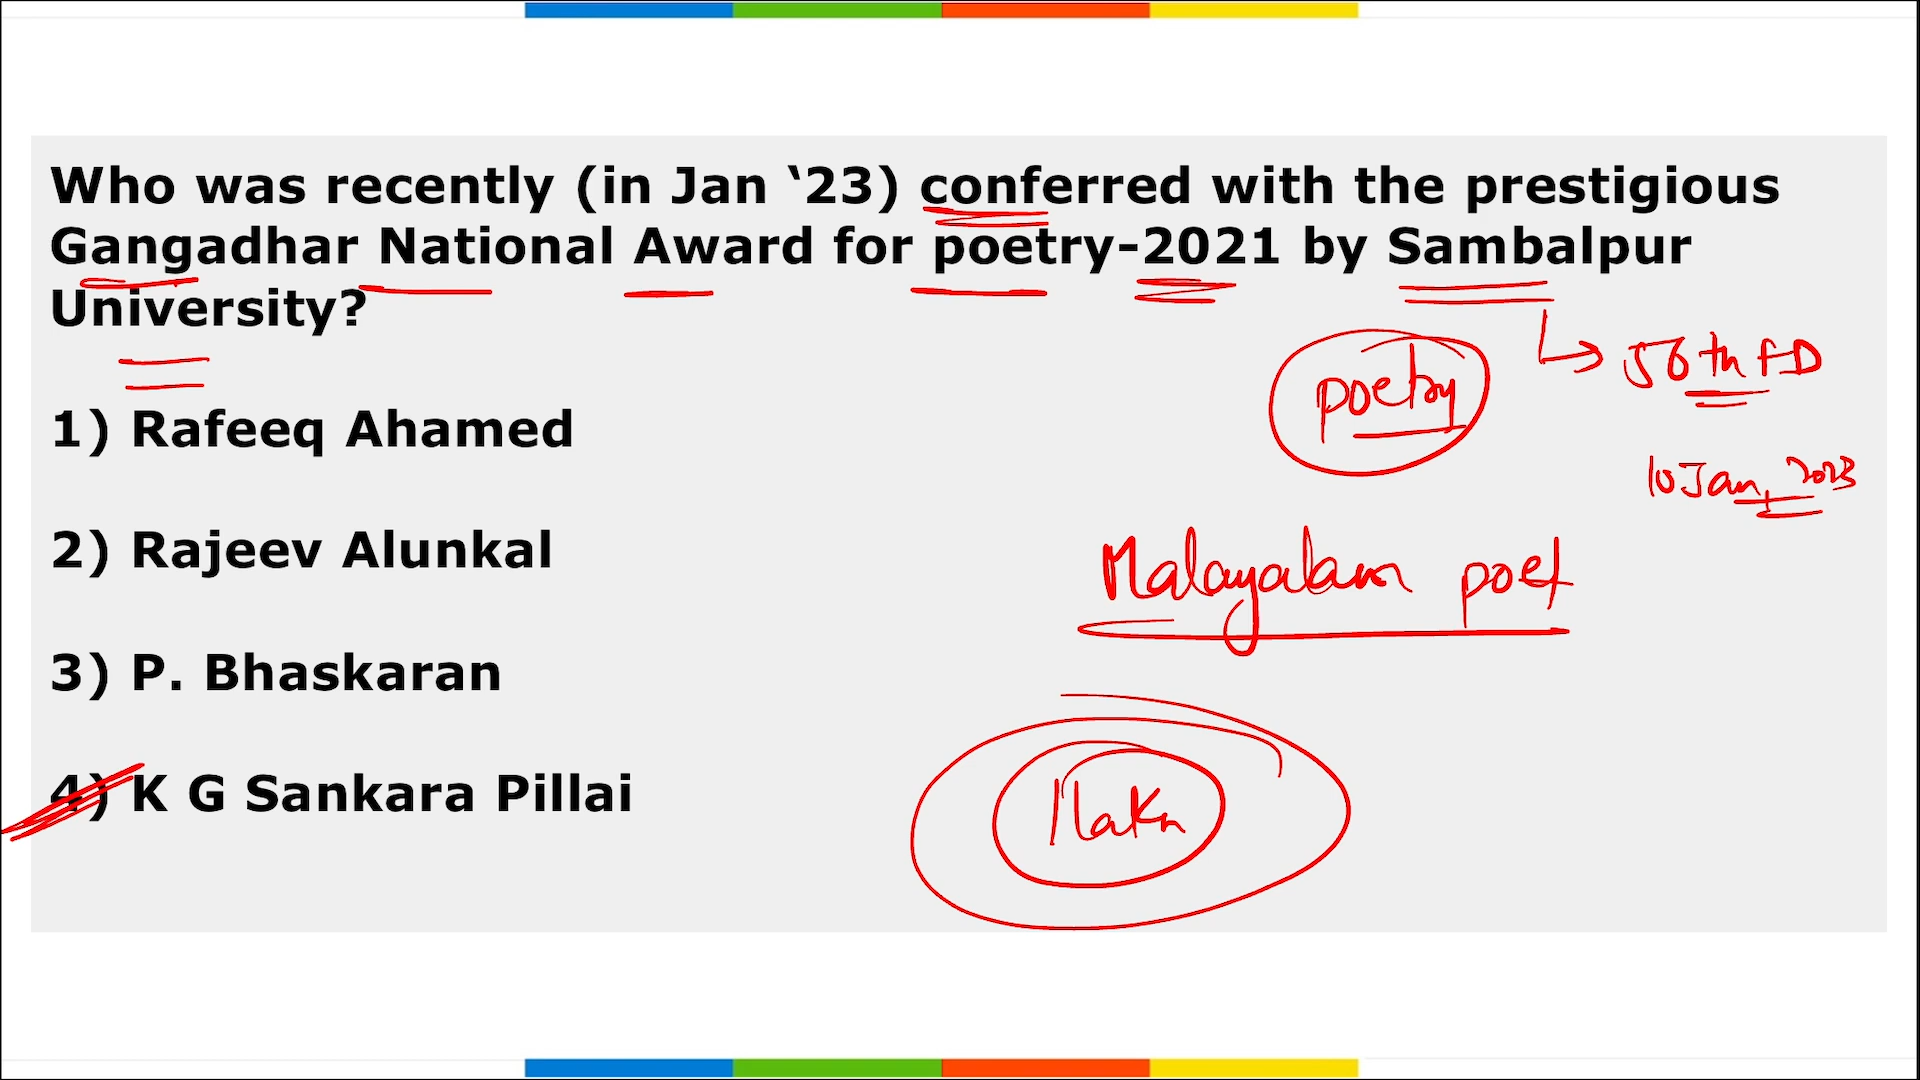 Who was recently (in Jan ‘23) conferred with the prestigious
Gangadhar National Award for poetry-2021 by Sambalpur
University?
poetry
56th FD
1) Rafeeq Ahamed
10 Jan, 2023
2) Rajeev Alunkal
Malayalam poet
3) P. Bhaskaran
4) K G Sankara Pillai